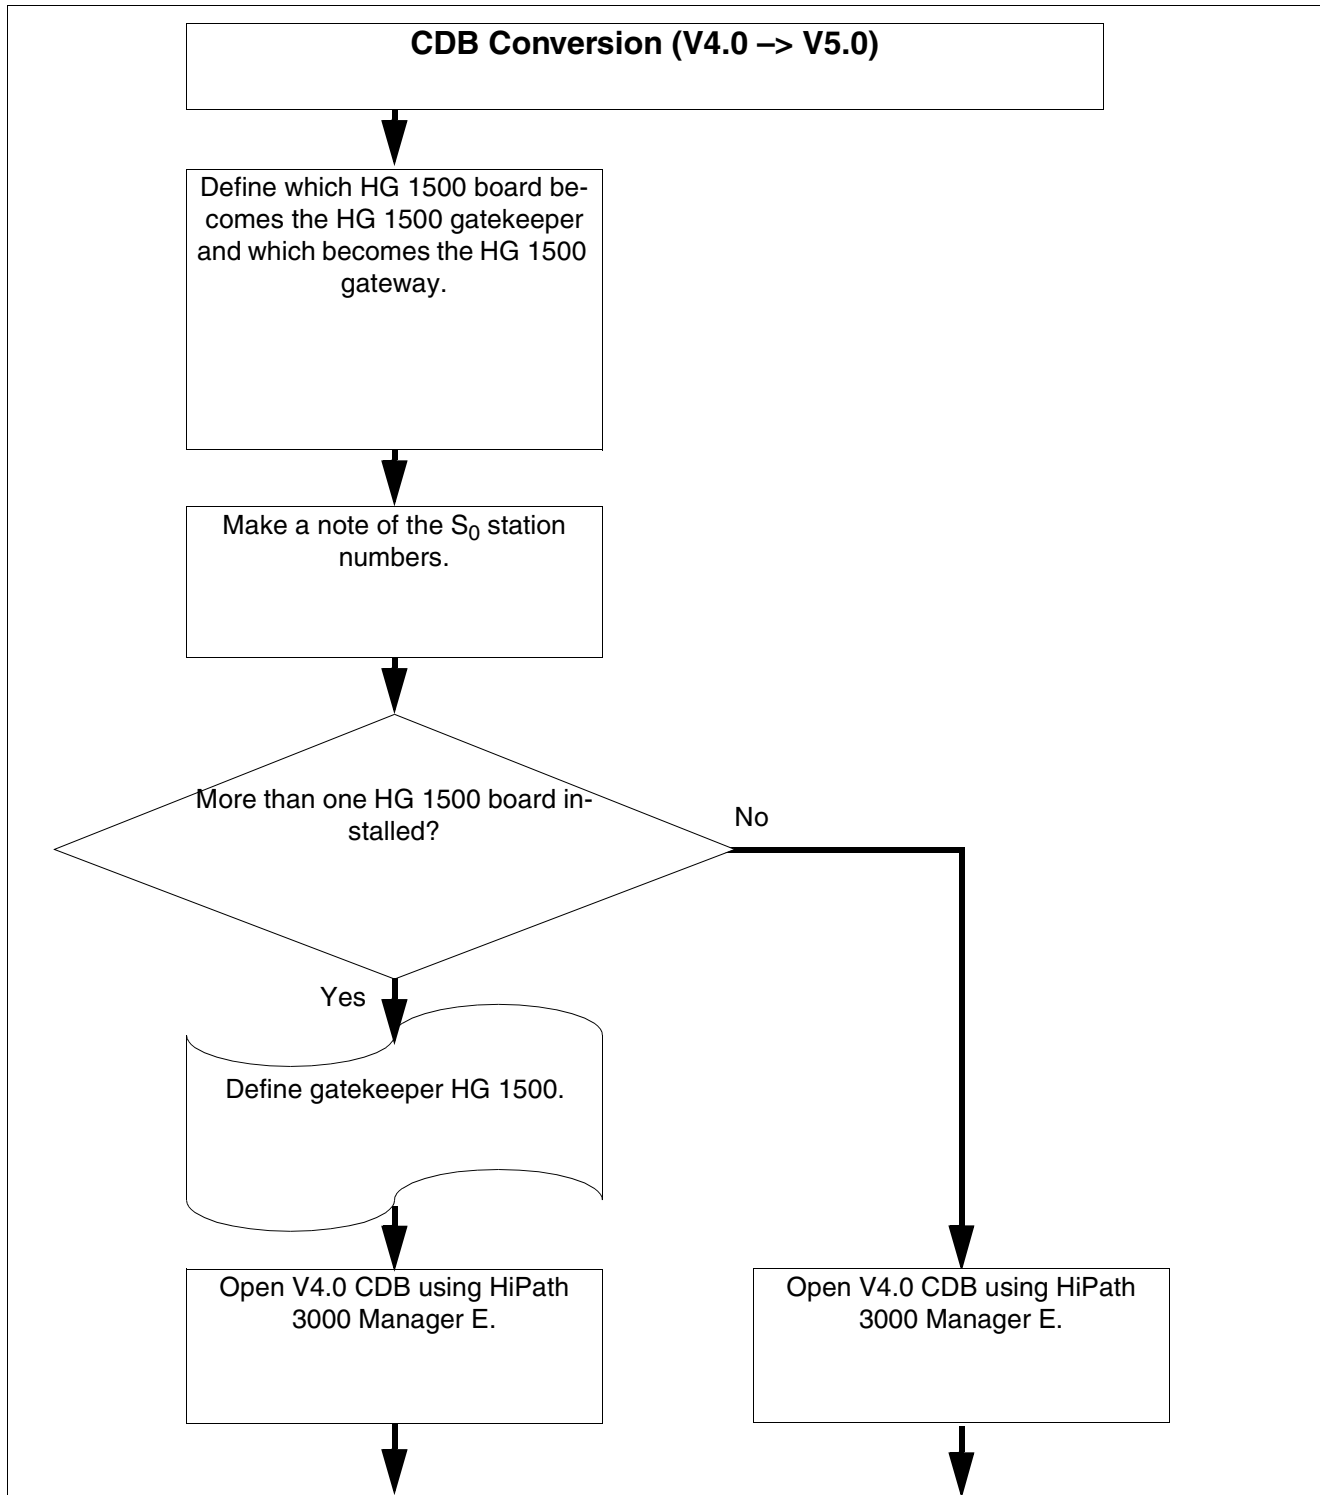 CDB Conversion (V4.0 –> V5.0)
Define which HG 1500 board be-
comes the HG 1500 gatekeeper
and which becomes the HG 1500
gateway.
Make a note of the S0 station
numbers.
More than one HG 1500 board in-
stalled?
No
Yes
Define gatekeeper HG 1500.
Open V4.0 CDB using HiPath
3000 Manager E.
Open V4.0 CDB using HiPath
3000 Manager E.